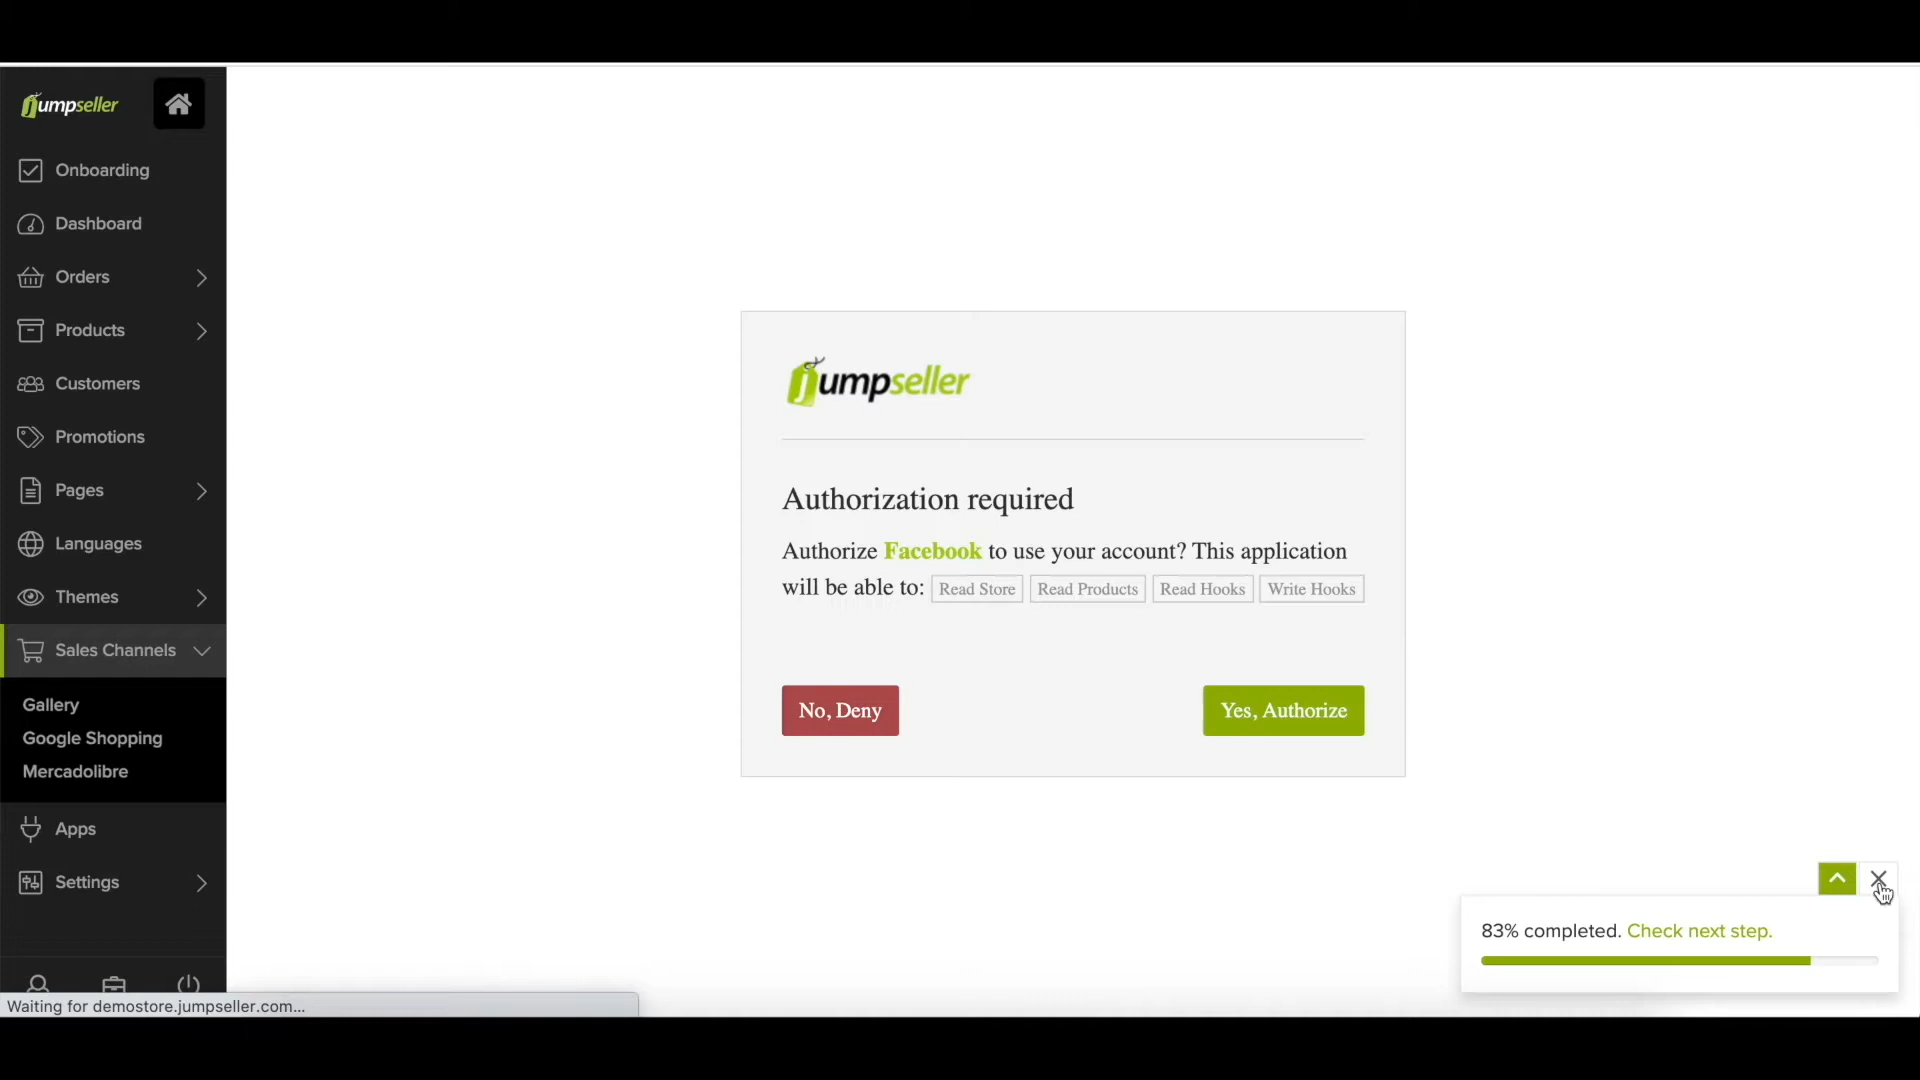 jumpseller
Onboarding
Dashboard
Orders
Products
Customers
Promotions
Pages
Languages
Themes
Sales Channels
Gallery
Google Shopping
Mercadolibre
Apps
Settings
Waiting for demostore.jumpseller.com...
jumpseller
Authorization required
Authorize Facebook to use your account? This application
will be able to: Read Store Read Products Read Hooks Write Hooks
No, Deny Yes, Authorize
83% completed. Check next step.